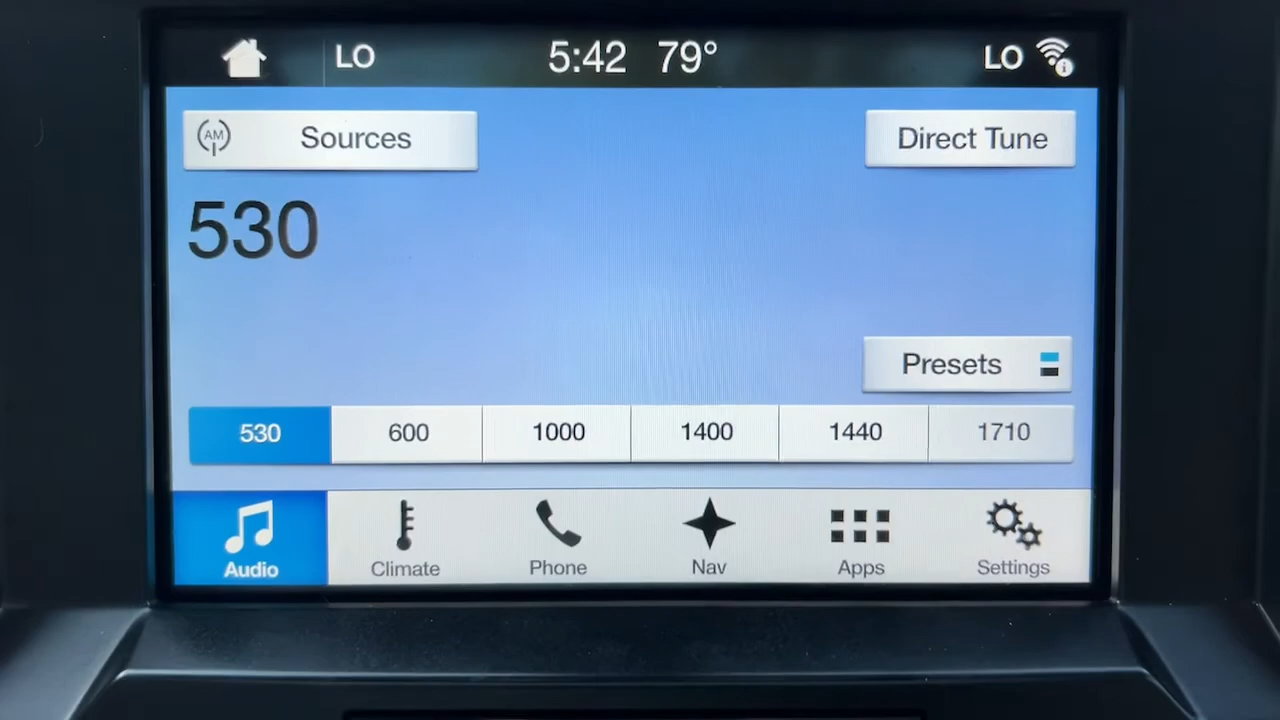 LO 5:42 79° LO
AM Sources Direct Tune
530
Presets
530 600 1000 1400 1440 1710
Audio Climate Phone Nav Apps Settings